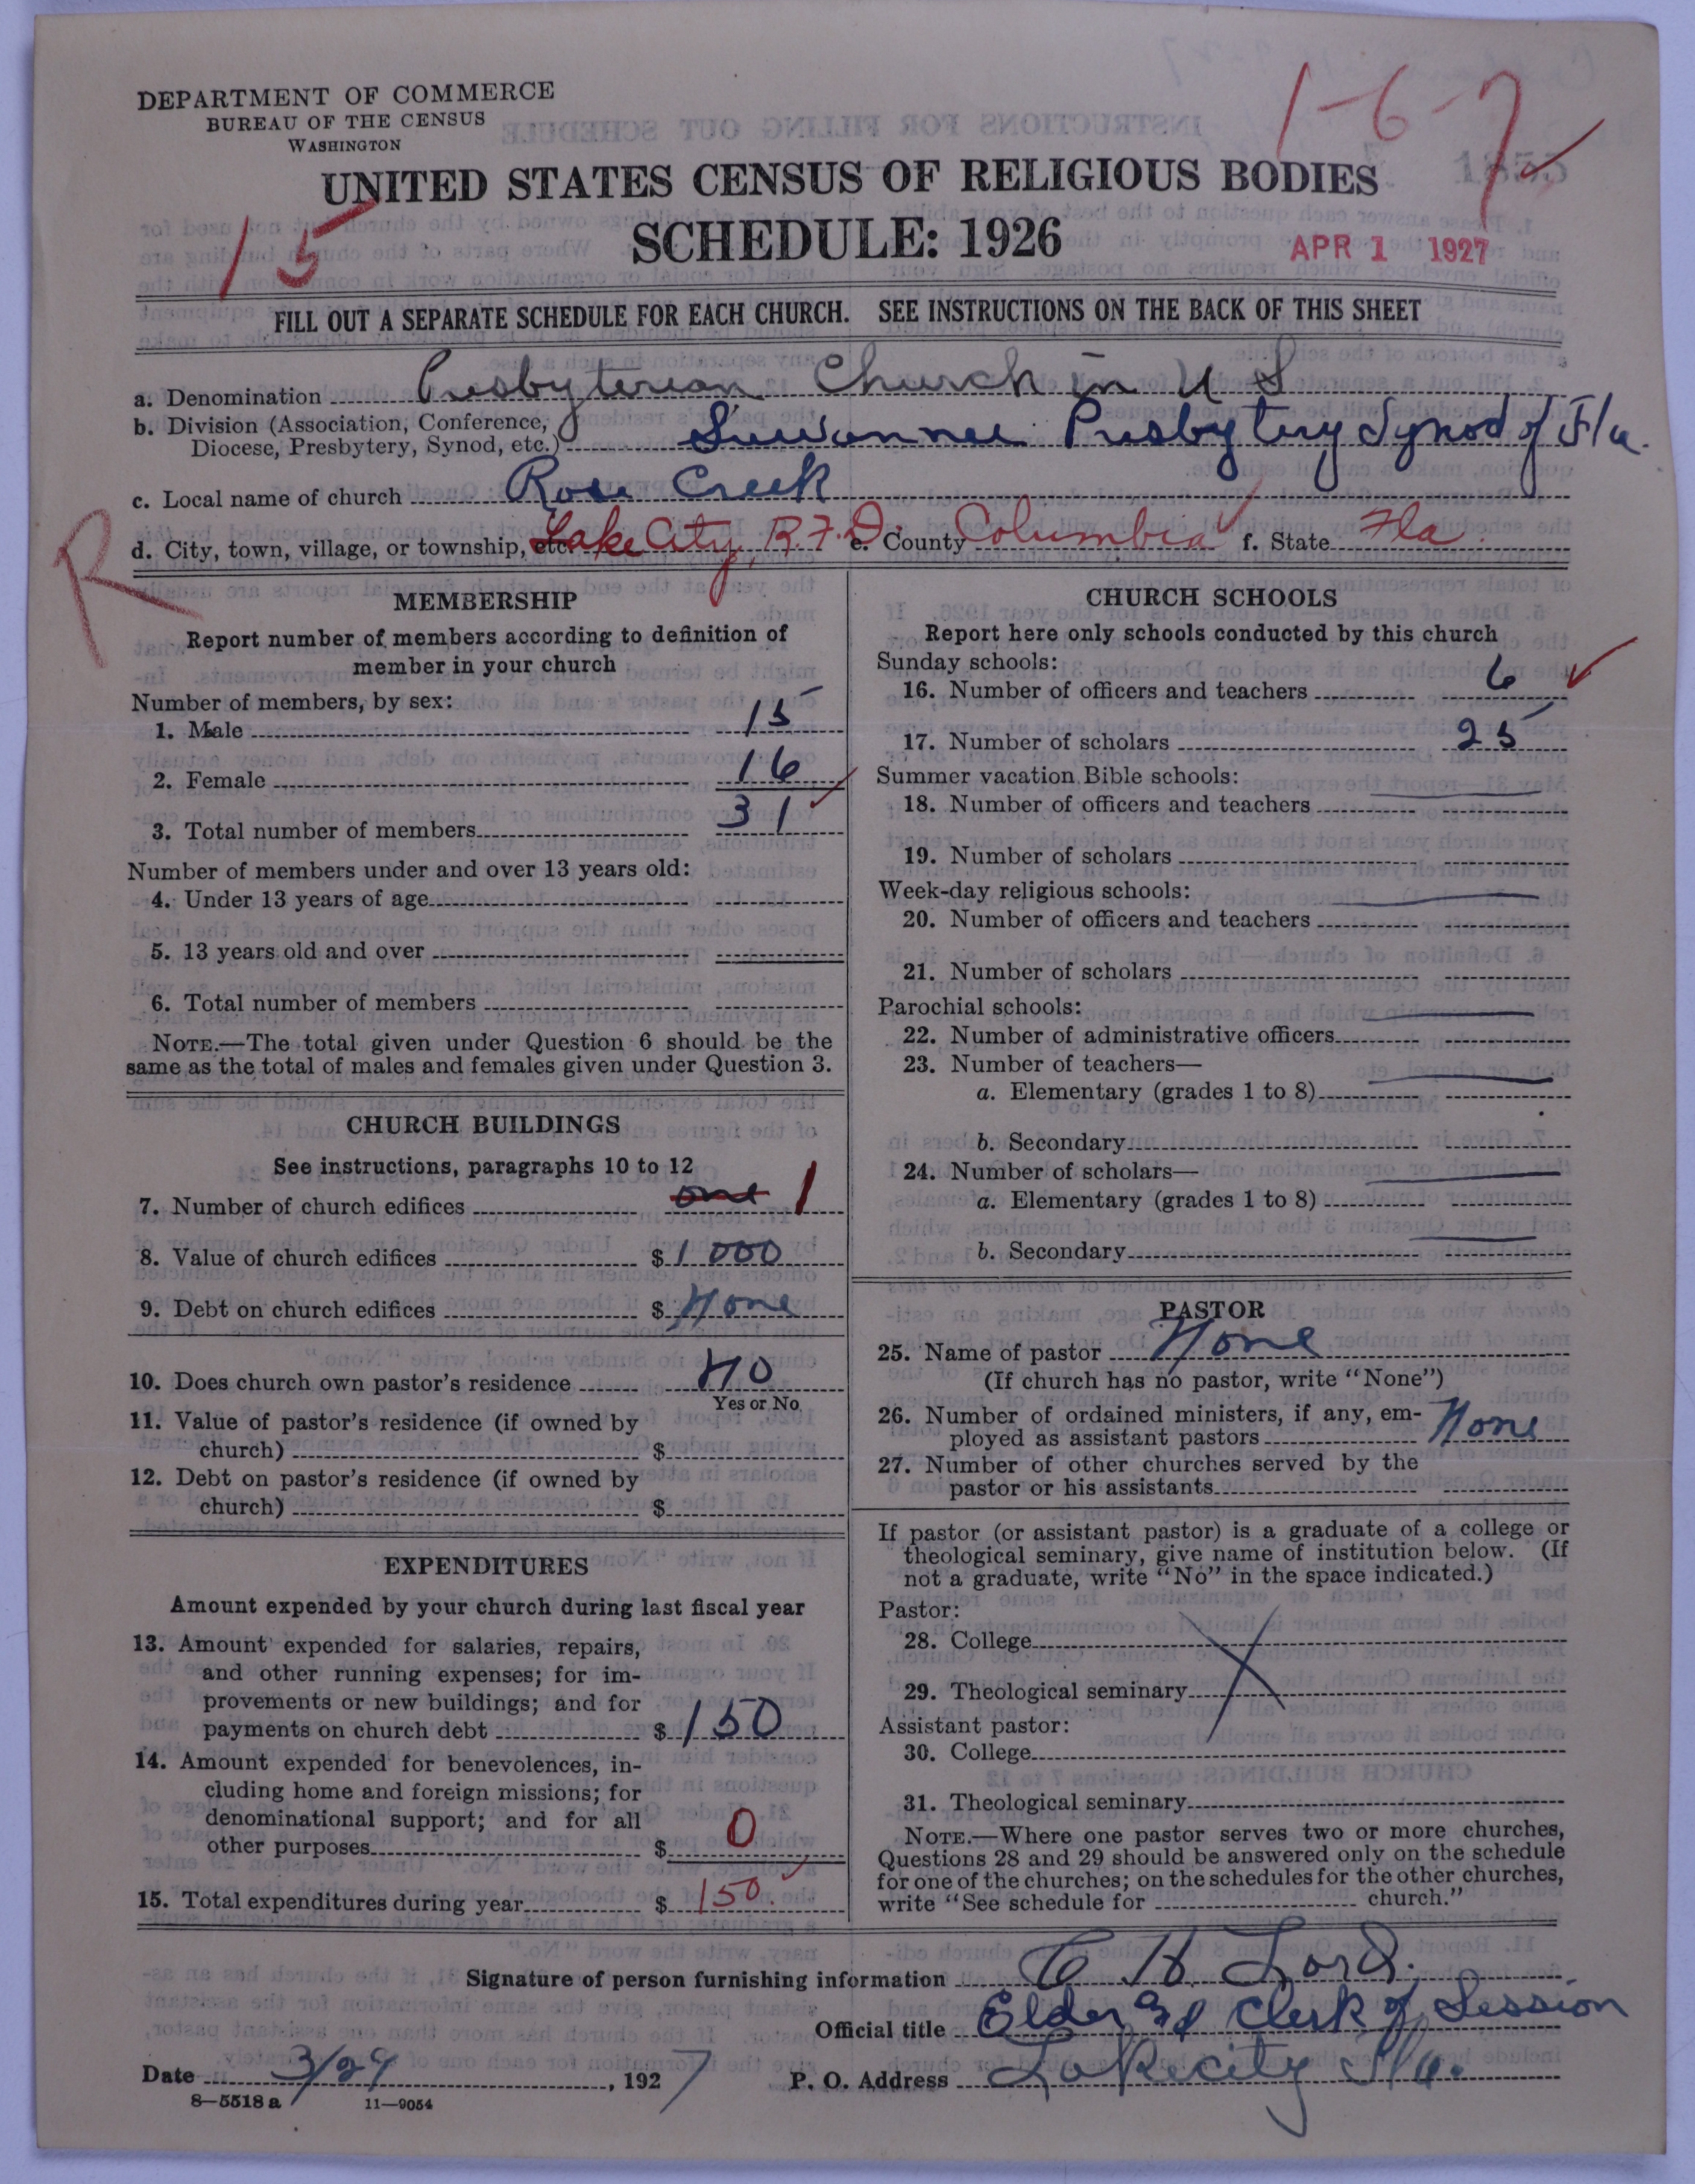 DEPARTMENT OF COMMERCE
BUREAU OF THE CENSUS
WASHINGTON
1-6-7
UNITED STATES CENSUS OF RELIGIOUS BODIES
15
SCHEDULE: 1926
APR 1 1927
FILL OUT A SEPARATE SCHEDULE FOR EACH CHURCH. SEE INSTRUCTIONS ON THE BACK OF THIS SHEET
a. Denomination Presbyterian Church in U S
b. Division (Association, Conference,
Diocese, Presbytery, Synod, etc.) Suwannee Presbytery Synod of Fla.
c. Local name of church Rose Creek
R
d. City, town, village, or township, etc. Lake City, R.F.D. e. County Columbia f. State Fla.
MEMBERSHIP
Report number of members according to definition of
member in your church
Number of members, by sex:
1. Male 15
2. Female 16
3. Total number of members 31
Number of members under and over 13 years old:
4. Under 13 years of age
5. 13 years old and over
6. Total number of members
NOTE.—The total given under Question 6 should be the
same as the total of males and females given under Question 3.
CHURCH BUILDINGS
See instructions, paragraphs 10 to 12
7. Number of church edifices one 1
8. Value of church edifices $ 1000
9. Debt on church edifices $ None
10. Does church own pastor's residence NO
Yes or No
11. Value of pastor's residence (if owned by
church) $
12. Debt on pastor's residence (if owned by
church) $
EXPENDITURES
Amount expended by your church during last fiscal year
13. Amount expended for salaries, repairs,
and other running expenses; for im-
provements or new buildings; and for
payments on church debt $ 150
14. Amount expended for benevolences, in-
cluding home and foreign missions; for
denominational support; and for all
other purposes $ 0
15. Total expenditures during year $ 150
CHURCH SCHOOLS
Report here only schools conducted by this church
Sunday schools:
16. Number of officers and teachers 6
17. Number of scholars 25
Summer vacation Bible schools:
18. Number of officers and teachers
19. Number of scholars
Week-day religious schools:
20. Number of officers and teachers
21. Number of scholars
Parochial schools:
22. Number of administrative officers
23. Number of teachers—
a. Elementary (grades 1 to 8)
b. Secondary
24. Number of scholars—
a. Elementary (grades 1 to 8)
b. Secondary
PASTOR
25. Name of pastor None
(If church has no pastor, write "None")
26. Number of ordained ministers, if any, em-
ployed as assistant pastors None
27. Number of other churches served by the
pastor or his assistants
If pastor (or assistant pastor) is a graduate of a college or
theological seminary, give name of institution below. (If
not a graduate, write "No" in the space indicated.)
Pastor:
28. College
29. Theological seminary
Assistant pastor:
30. College
31. Theological seminary
NOTE.—Where one pastor serves two or more churches,
Questions 28 and 29 should be answered only on the schedule
for one of the churches; on the schedules for the other churches,
write "See schedule for church."
Signature of person furnishing information C H Lord.
Official title Elder and Clerk of Session
Date 3/29, 1927 P. O. Address Lake city Fla.
8—5518 a 11—9054